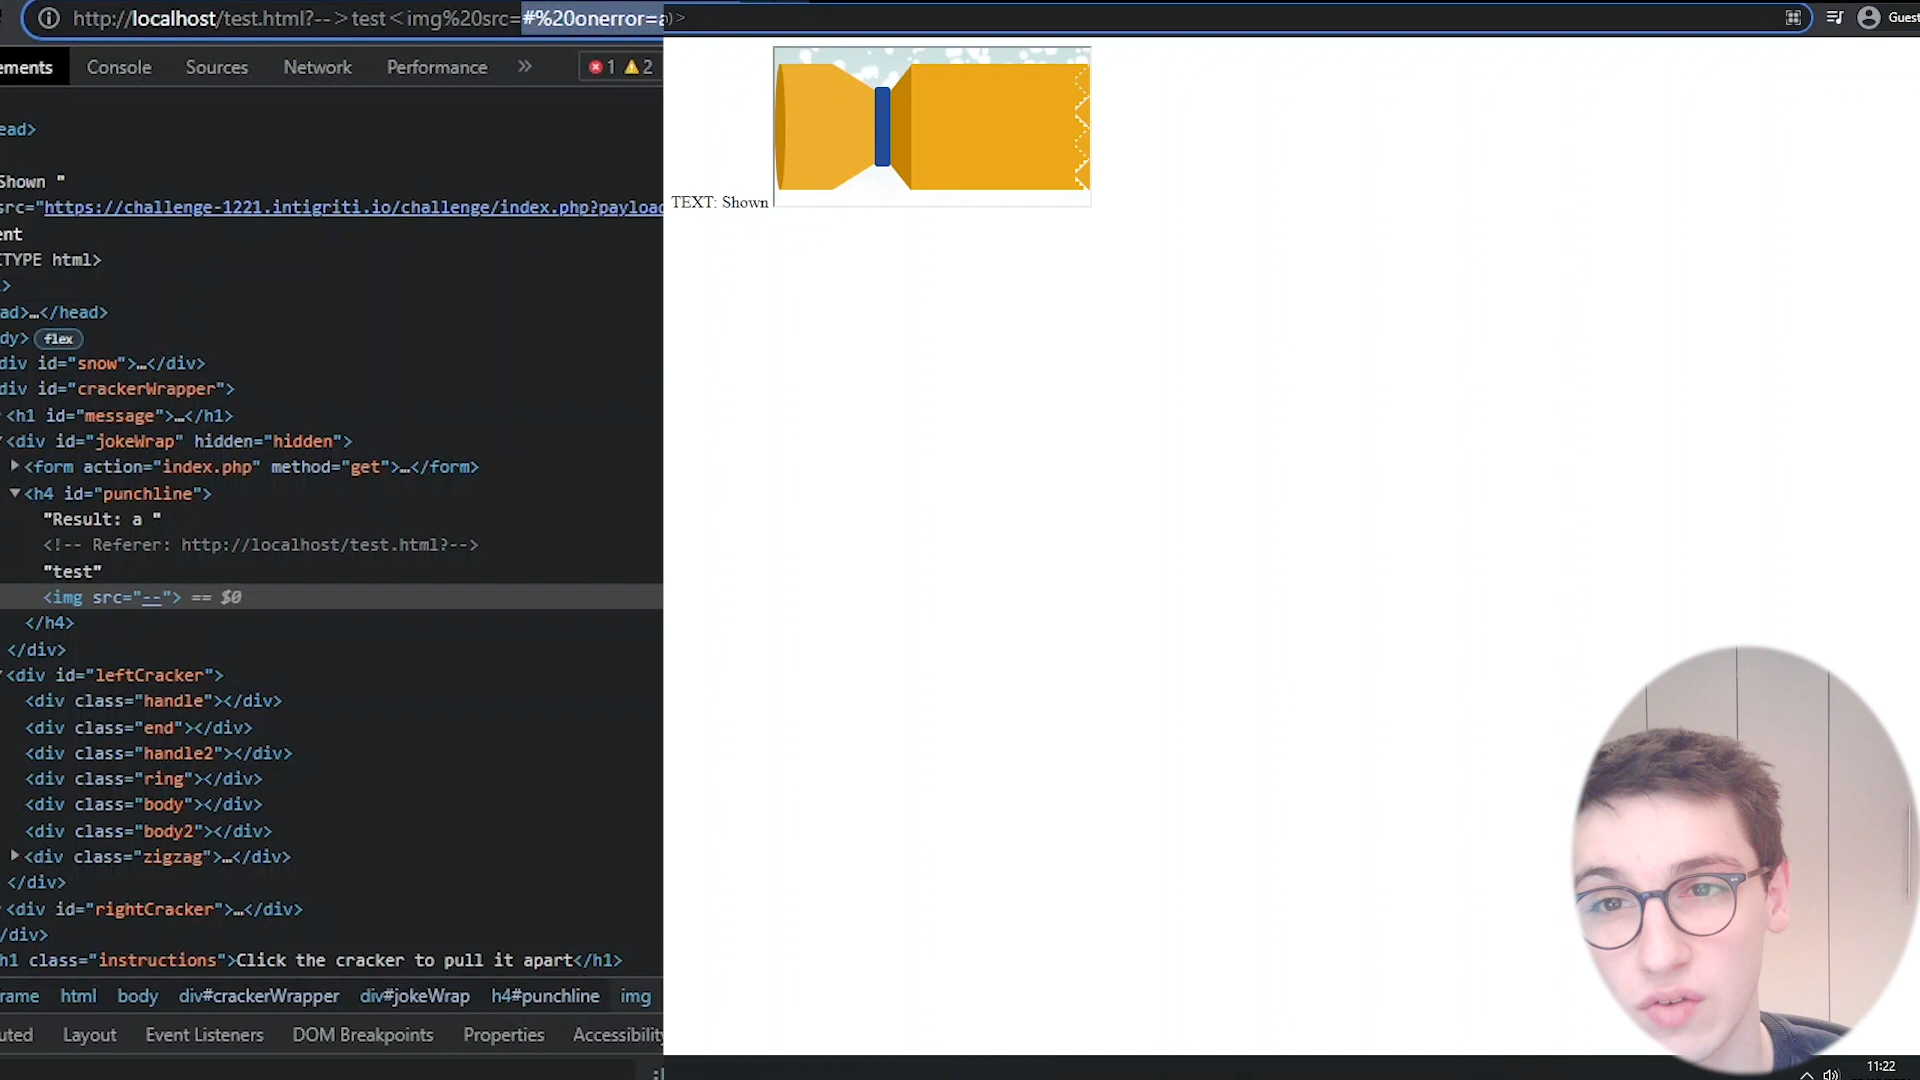 http://localhost/test.html?-->test<img%20src=#%20onerror=a)>
Guest
ements Console Sources Network Performance » 1 2
ead>
Shown "
src="https://challenge-1221.intigriti.io/challenge/index.php?payload
ent
TYPE html>
>
ad>…</head>
dy> flex
div id="snow">…</div>
div id="crackerWrapper">
<h1 id="message">…</h1>
<div id="jokeWrap" hidden="hidden">
<form action="index.php" method="get">…</form>
<h4 id="punchline">
"Result: a "
<!-- Referer: http://localhost/test.html?-->
"test"
<img src="--"> == $0
</h4>
</div>
<div id="leftCracker">
<div class="handle"></div>
<div class="end"></div>
<div class="handle2"></div>
<div class="ring"></div>
<div class="body"></div>
<div class="body2"></div>
<div class="zigzag">…</div>
</div>
<div id="rightCracker">…</div>
/div>
h1 class="instructions">Click the cracker to pull it apart</h1>
rame html body div#crackerWrapper div#jokeWrap h4#punchline img
uted Layout Event Listeners DOM Breakpoints Properties Accessibility
TEXT: Shown
11:22